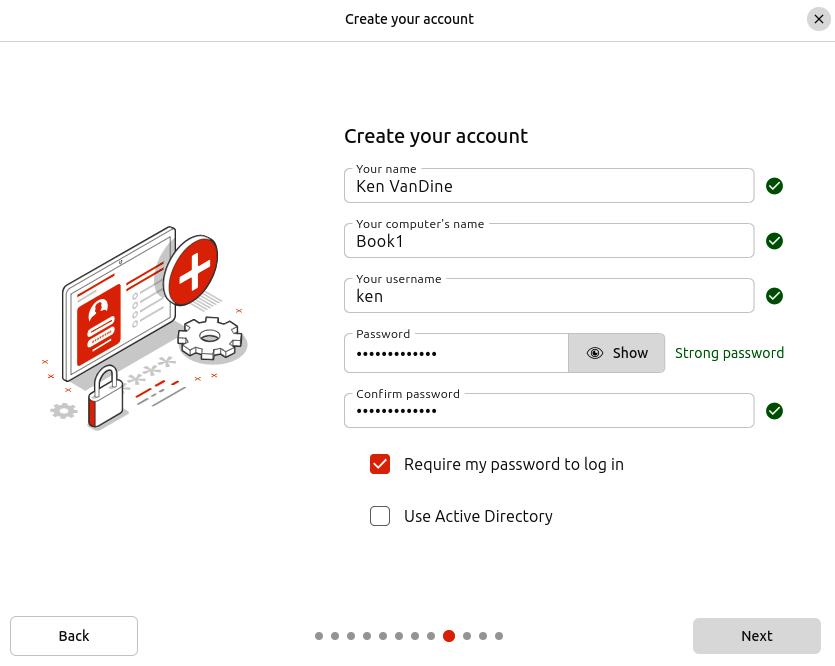 Create your account
Create your account
Your name
Ken VanDine
Your computer's name
Book1
Your username
ken
Password
•••••••••••••
Show
Strong password
Confirm password
•••••••••••••
Require my password to log in
Use Active Directory
Back
Next